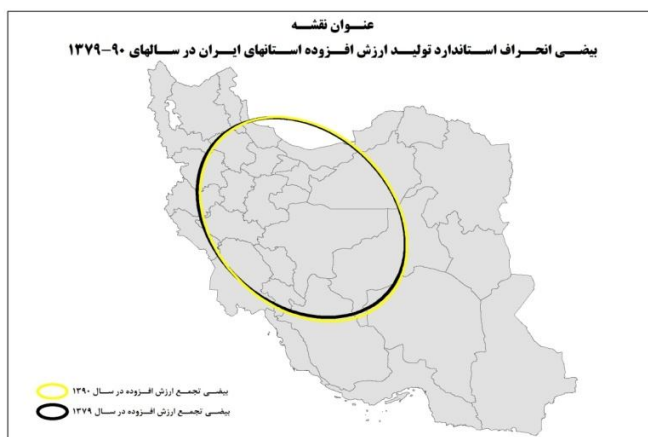 عنوان نقشه
بیضی انحراف استاندارد تولید ارزش افزوده استانهای ایران در سالهای ۹۰-۱۳۷۹
بیضی تجمع ارزش افزوده در سال ۱۳۹۰
بیضی تجمع ارزش افزوده در سال ۱۳۷۹